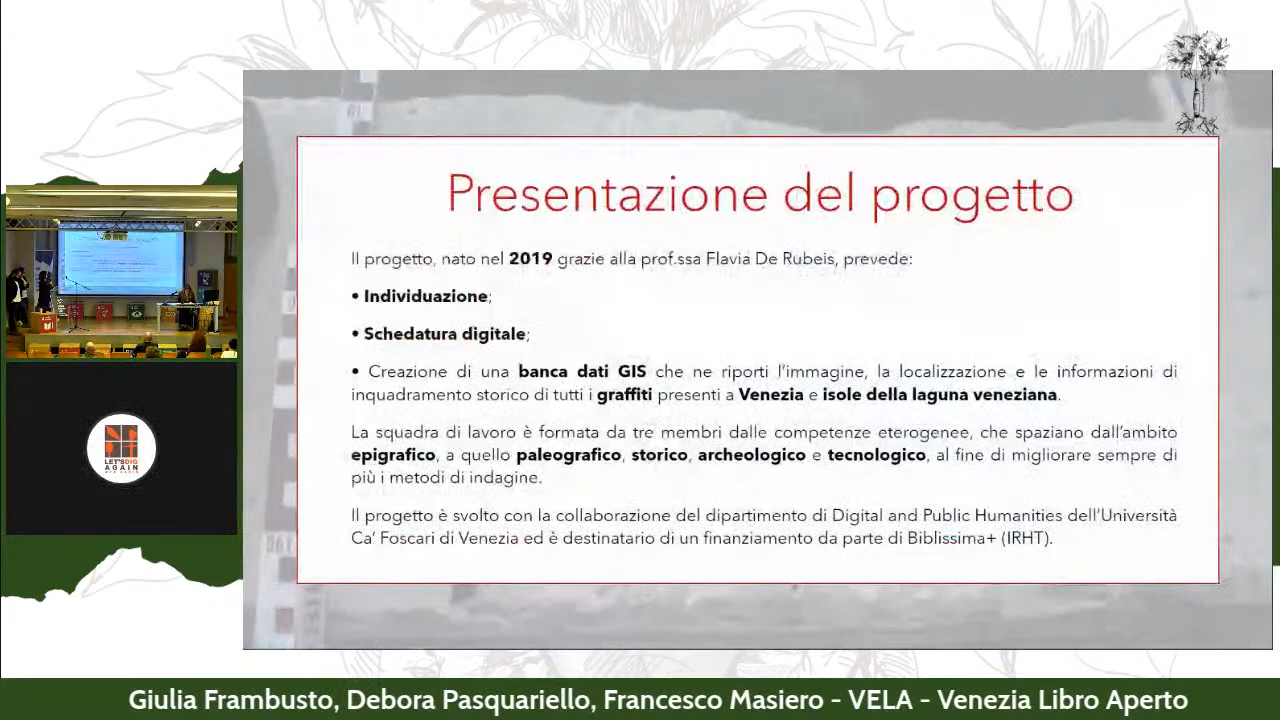 Presentazione del progetto
Il progetto, nato nel 2019 grazie alla prof.ssa Flavia De Rubeis, prevede:
• Individuazione;
• Schedatura digitale;
• Creazione di una banca dati GIS che ne riporti l'immagine, la localizzazione e le informazioni di
inquadramento storico di tutti i graffiti presenti a Venezia e isole della laguna veneziana.
La squadra di lavoro è formata da tre membri dalle competenze eterogenee, che spaziano dall'ambito
epigrafico, a quello paleografico, storico, archeologico e tecnologico, al fine di migliorare sempre di
più i metodi di indagine.
Il progetto è svolto con la collaborazione del dipartimento di Digital and Public Humanities dell'Università
Ca' Foscari di Venezia ed è destinatario di un finanziamento da parte di Biblissima+ (IRHT).
LET'S DIG
AGAIN
Giulia Frambusto, Debora Pasquariello, Francesco Masiero - VELA - Venezia Libro Aperto